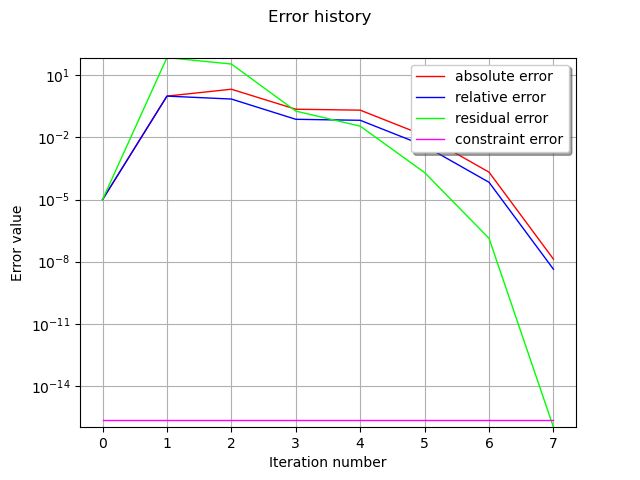 Error history
absolute error
relative error
residual error
constraint error
Error value
10¹
10⁻²
10⁻⁵
10⁻⁸
10⁻¹¹
10⁻¹⁴
0 1 2 3 4 5 6 7
Iteration number